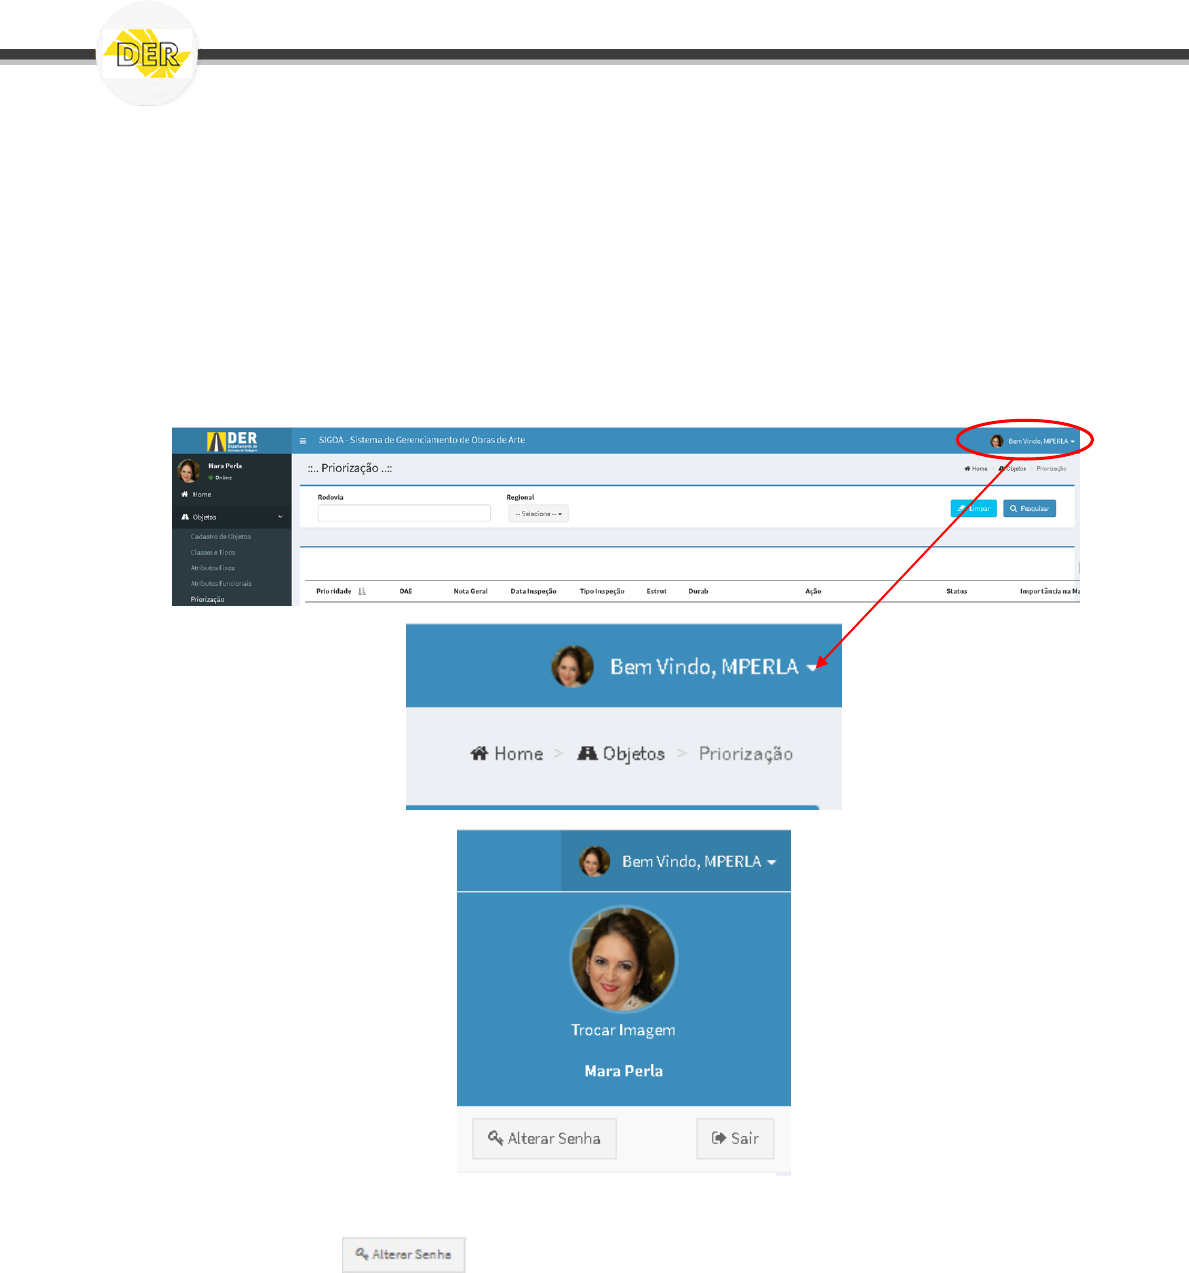 DER
DER
Departamento de
Estradas de Rodagem
SIGOA - Sistema de Gerenciamento de Obras de Arte
Bem Vindo, MPERLA
Mara Perla
Online
::.. Priorização ..::
Home > Objetos > Priorização
Home
Objetos
Cadastro de Objetos
Classes e Tipos
Atributos Fixos
Atributos Funcionais
Priorização
Rodovia
Regional
-- Selecione --
Limpar
Pesquisar
Prioridade OAE Nota Geral Data Inspeção Tipo Inspeção Estrut Durab Ação Status Importância na Ma
Bem Vindo, MPERLA
Home > Objetos > Priorização
Bem Vindo, MPERLA
Trocar Imagem
Mara Perla
Alterar Senha
Sair
Alterar Senha